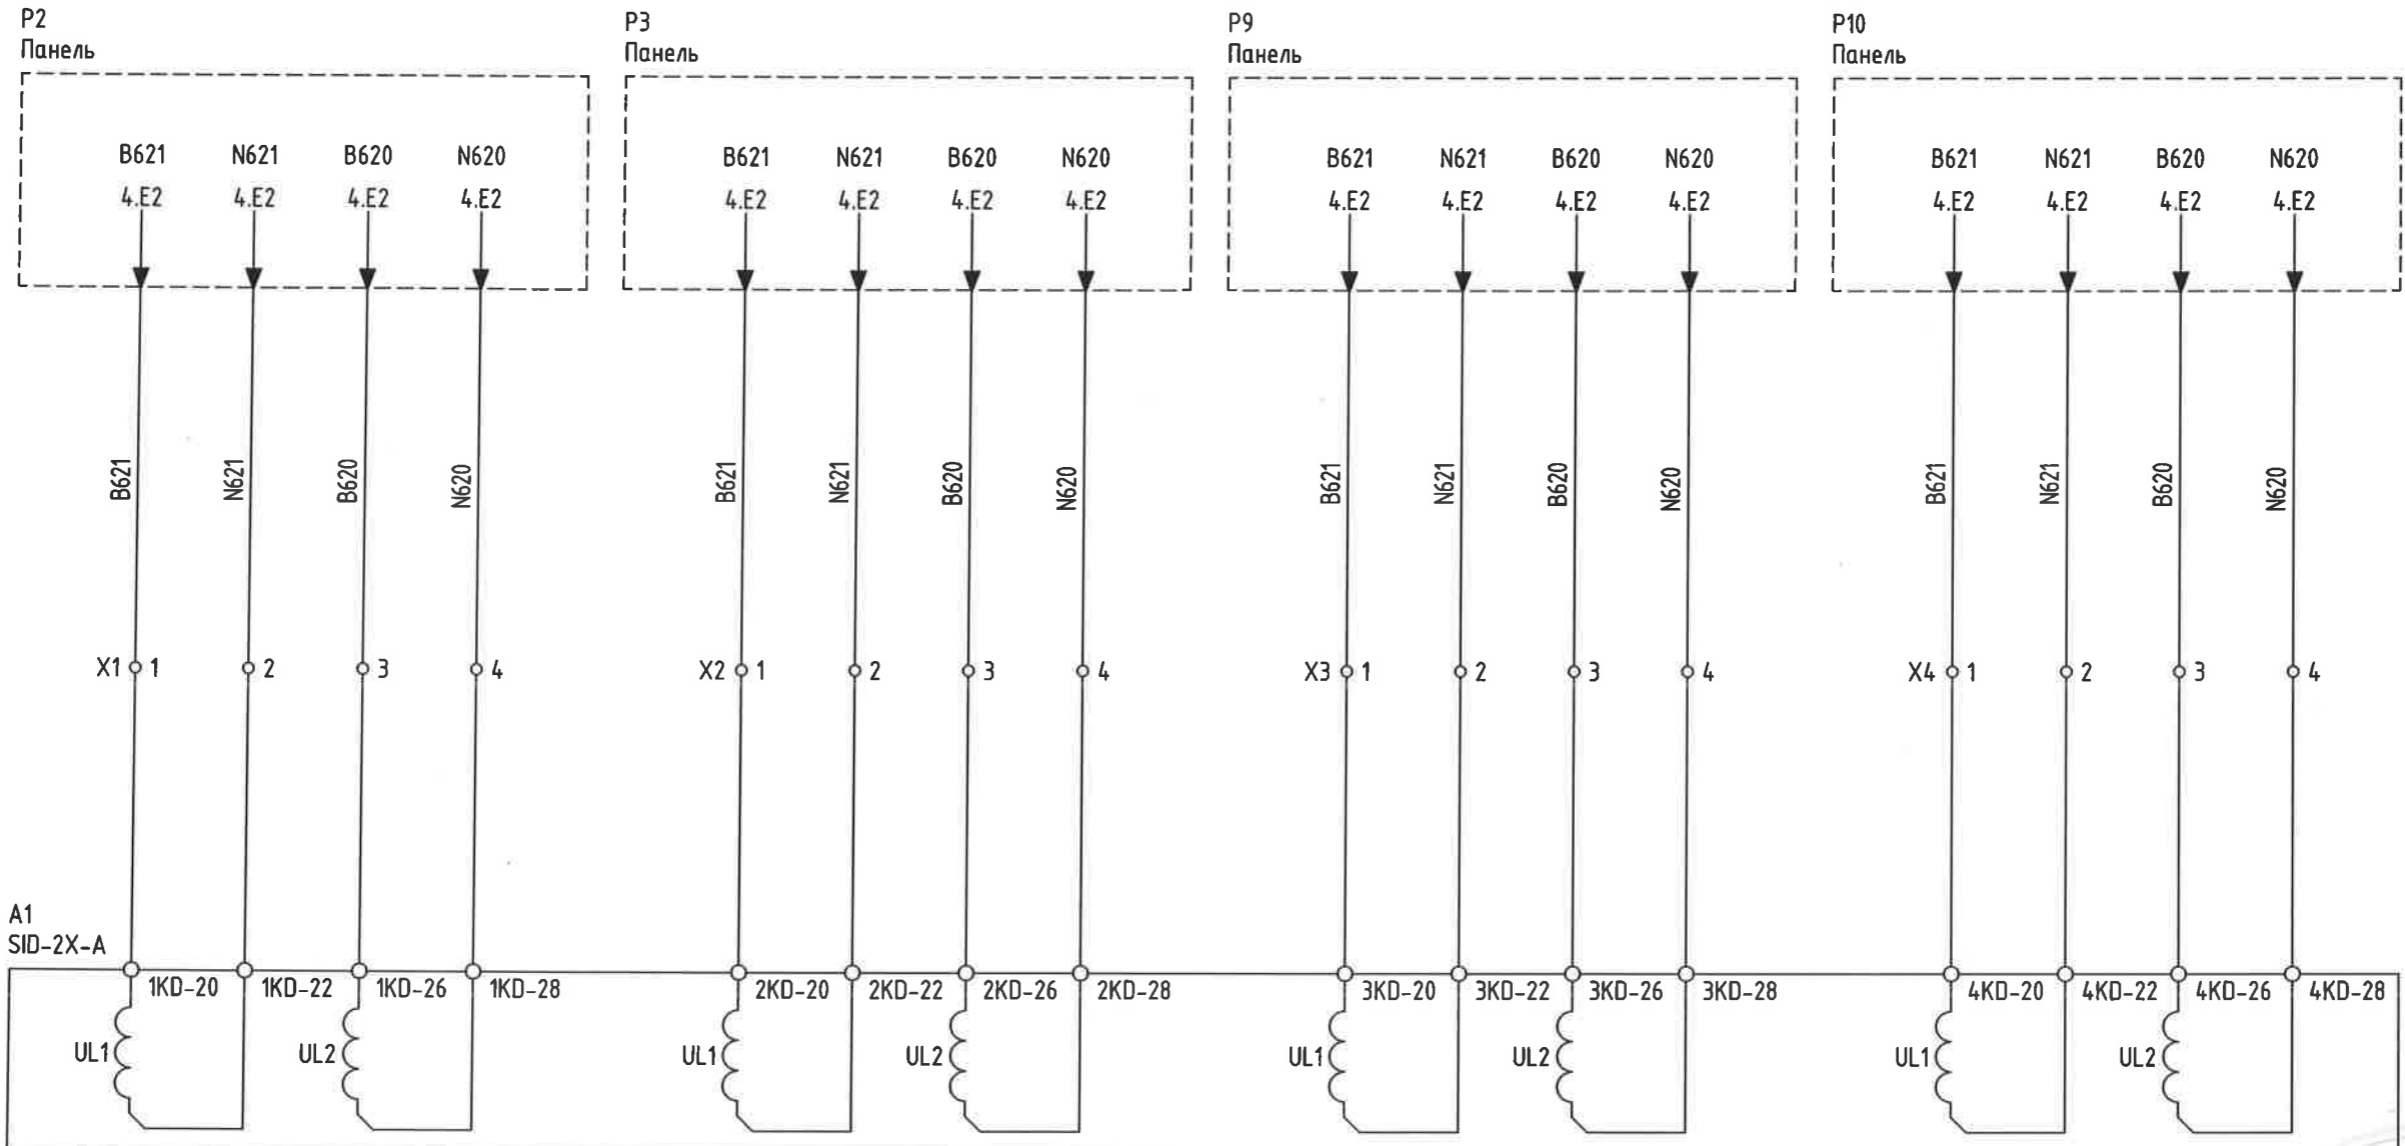 P2
Панель
P3
Панель
P9
Панель
P10
Панель
B621 N621 B620 N620
4.E2 4.E2 4.E2 4.E2
B621 N621 B620 N620
4.E2 4.E2 4.E2 4.E2
B621 N621 B620 N620
4.E2 4.E2 4.E2 4.E2
B621 N621 B620 N620
4.E2 4.E2 4.E2 4.E2
B621 N621 B620 N620
B621 N621 B620 N620
B621 N621 B620 N620
B621 N621 B620 N620
X1 1 2 3 4
X2 1 2 3 4
X3 1 2 3 4
X4 1 2 3 4
A1
SID-2X-A
1KD-20 1KD-22 1KD-26 1KD-28
2KD-20 2KD-22 2KD-26 2KD-28
3KD-20 3KD-22 3KD-26 3KD-28
4KD-20 4KD-22 4KD-26 4KD-28
UL1 UL2
UL1 UL2
UL1 UL2
UL1 UL2